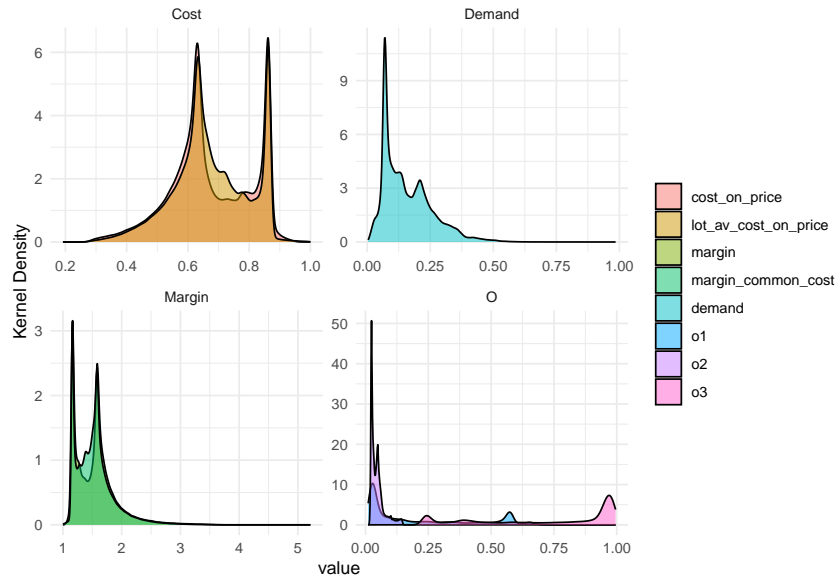 Cost
Demand
6
4
2
0
0.2 0.4 0.6 0.8 1.0
9
6
3
0
0.00 0.25 0.50 0.75 1.00
Kernel Density
Margin
O
3
2
1
0
1 2 3 4 5
50
40
30
20
10
0
0.00 0.25 0.50 0.75 1.00
value
cost_on_price
lot_av_cost_on_price
margin
margin_common_cost
demand
o1
o2
o3